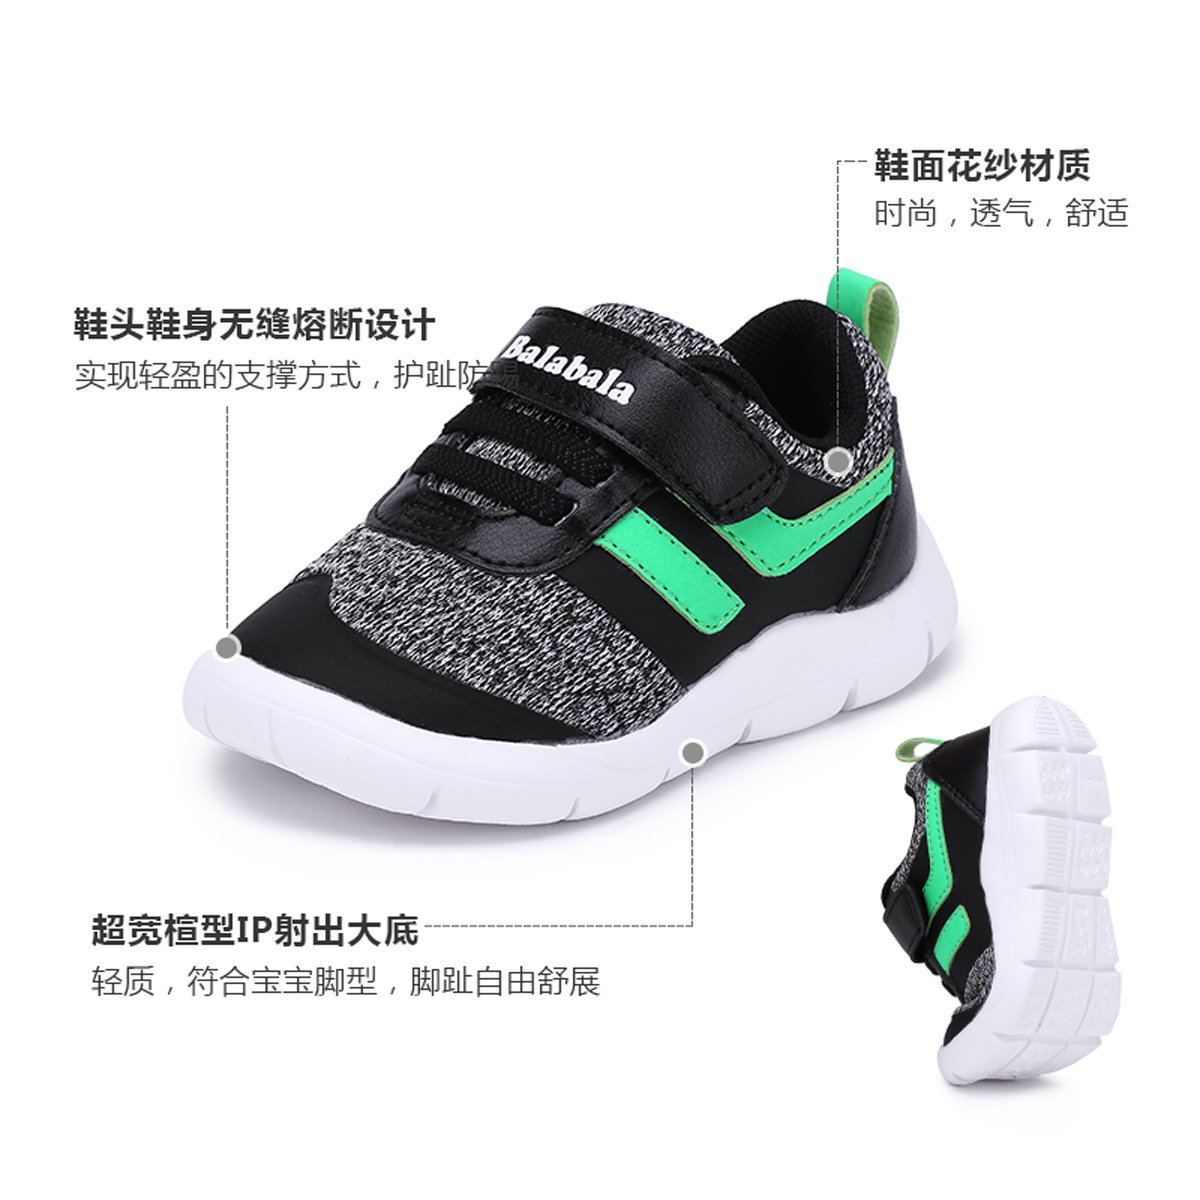 鞋面花纱材质
时尚，透气，舒适
鞋头鞋身无缝熔断设计
实现轻盈的支撑方式，护趾防踢
Balabala
超宽楦型IP射出大底
轻质，符合宝宝脚型，脚趾自由舒展